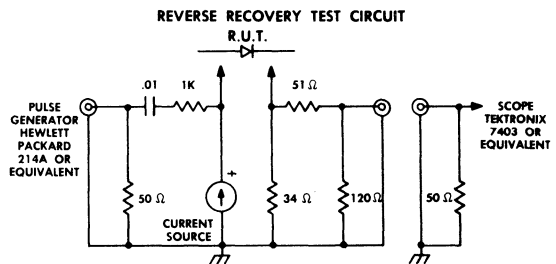 REVERSE RECOVERY TEST CIRCUIT
R.U.T.
.01
1K
51 Ω
PULSE
GENERATOR
HEWLETT
PACKARD
214A OR
EQUIVALENT
SCOPE
TEKTRONIX
7403 OR
EQUIVALENT
+
50 Ω
34 Ω
120Ω
50 Ω
CURRENT
SOURCE